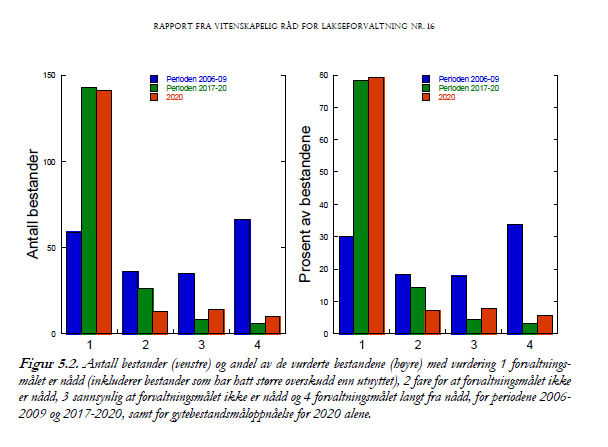 RAPPORT FRA VITENSKAPELIG RÅD FOR LAKSEFORVALTNING NR. 16
150
100
50
0
Antall bestander
Perioden 2006-09
Perioden 2017-20
2020
1 2 3 4
80
70
60
50
40
30
20
10
0
Prosent av bestandene
Perioden 2006-09
Perioden 2017-20
2020
1 2 3 4
Figur 5.2. Antall bestander (venstre) og andel av de vurderte bestandene (høyre) med vurdering 1 forvaltnings-
målet er nådd (inkluderer bestander som har hatt større overskudd enn utnyttet), 2 fare for at forvaltningsmålet ikke
er nådd, 3 sannsynlig at forvaltningsmålet ikke er nådd og 4 forvaltningsmålet langt fra nådd, for periodene 2006-
2009 og 2017-2020, samt for gytebestandsmåloppnåelse for 2020 alene.